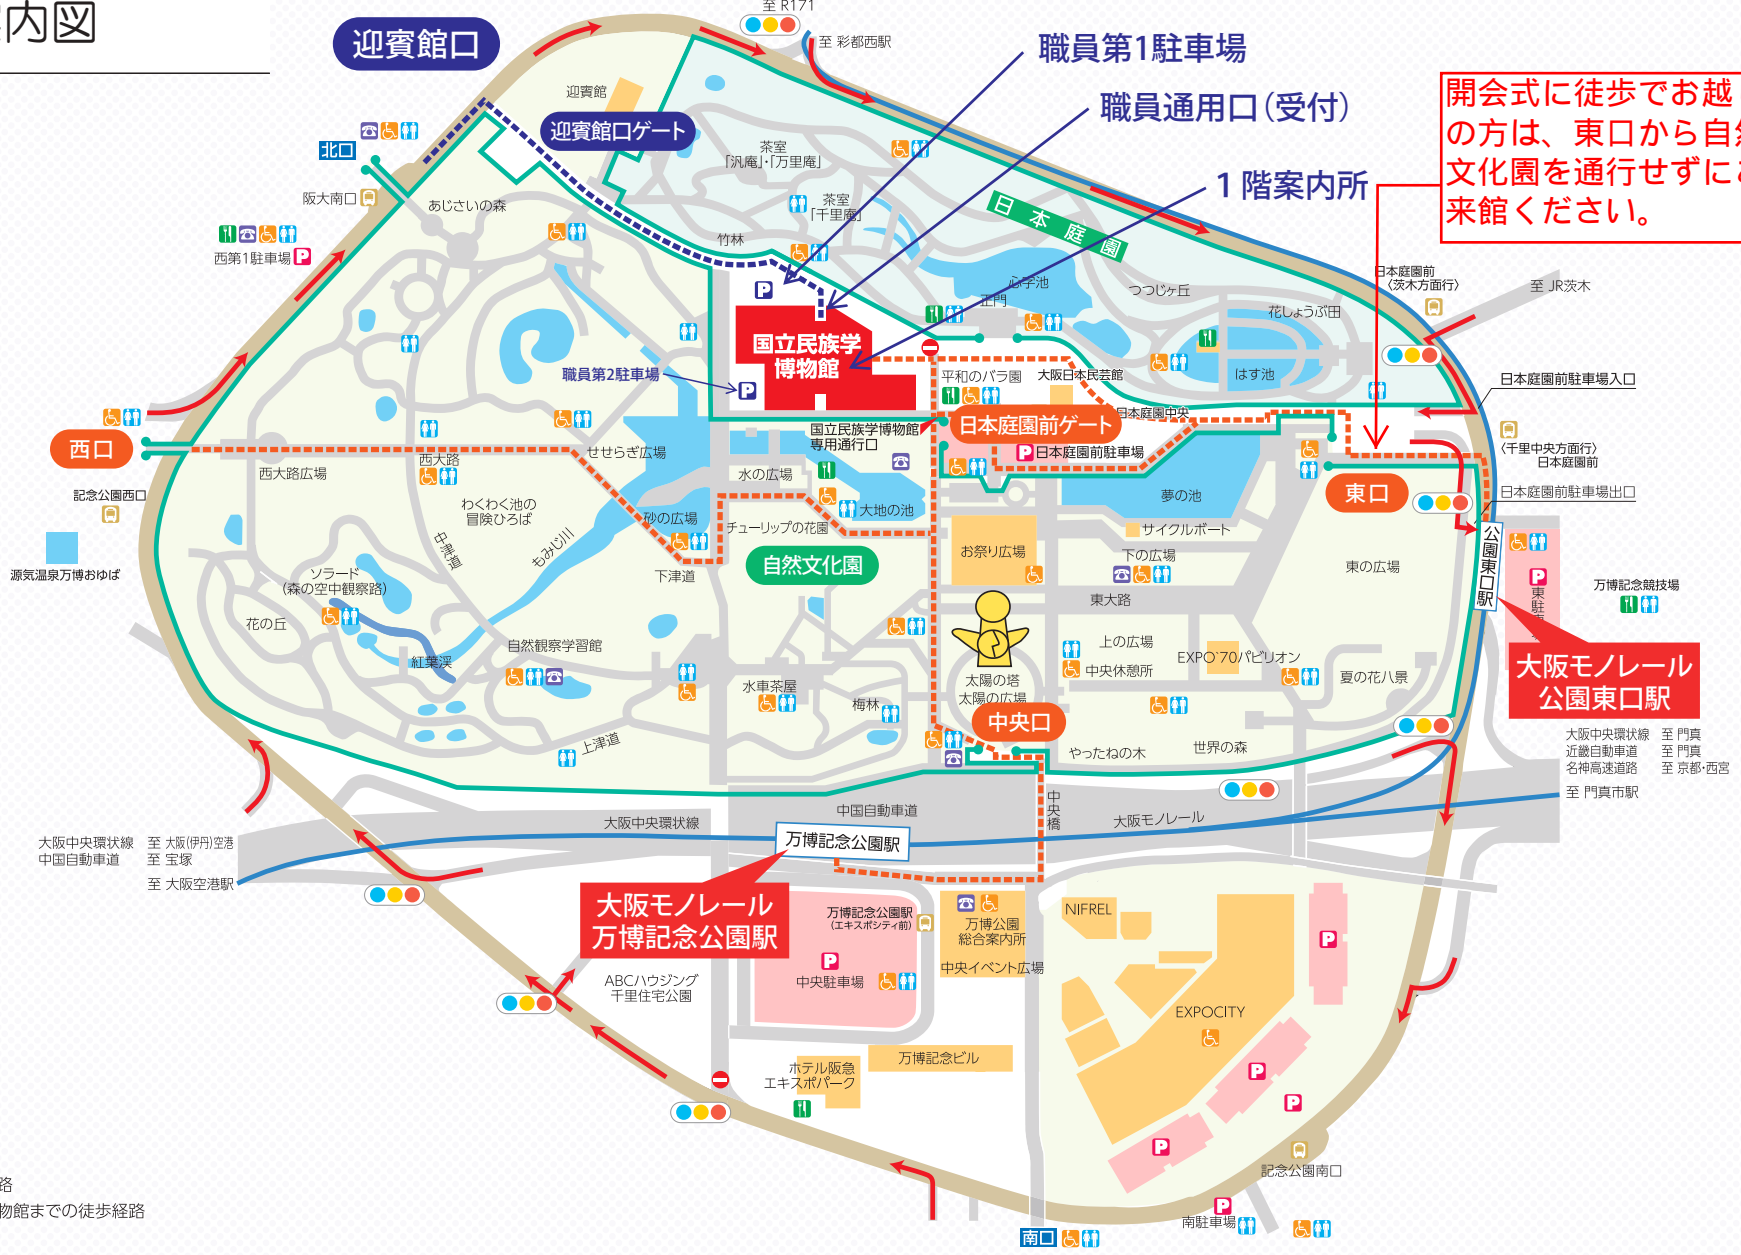 内図
迎賓館口
至 R171
至 彩都西駅
職員第1駐車場
職員通用口（受付）
1階案内所
開会式に徒歩でお越
の方は、東口から自然
文化園を通行せずに
来館ください。
迎賓館
迎賓館口ゲート
北口
阪大南口
あじさいの森
茶室
「汎庵」・「万里庵」
茶室
「千里庵」
竹林
日本庭園
西第1駐車場
心字池
正門
つつじヶ丘
花しょうぶ田
日本庭園前
〈茨木方面行〉
至 JR茨木
国立民族学
博物館
職員第2駐車場
平和のバラ園
大阪日本民芸館
はす池
日本庭園前駐車場入口
日本庭園中央
日本庭園前ゲート
国立民族学博物館
専用通行口
日本庭園前駐車場
〈千里中央方面行〉
日本庭園前
西口
西大路広場
西大路
せせらぎ広場
水の広場
夢の池
東口
日本庭園前駐車場出口
記念公園西口
わくわく池の
冒険ひろば
砂の広場
チューリップの花園
大地の池
サイクルボート
中津道
もみじ川
お祭り広場
下の広場
公園東口駅
源気温泉万博おゆば
ソラード
(森の空中観察路)
下津道
自然文化園
東の広場
東大路
万博記念競技場
東駐車
花の丘
紅葉渓
自然観察学習館
上の広場
中央休憩所
EXPO'70パビリオン
夏の花八景
大阪モノレール
公園東口駅
水車茶屋
梅林
太陽の塔
太陽の広場
中央口
上津道
やったねの木
世界の森
大阪中央環状線 至 門真
近畿自動車道 至 門真
名神高速道路 至 京都・西宮
至 門真市駅
中国自動車道
中央橋
大阪中央環状線
大阪モノレール
万博記念公園駅
大阪中央環状線 至 大阪(伊丹)空港
中国自動車道 至 宝塚
至 大阪空港駅
大阪モノレール
万博記念公園駅
万博記念公園駅
(エキスポシティ前)
万博公園
総合案内所
NIFREL
中央イベント広場
中央駐車場
ABCハウジング
千里住宅公園
EXPOCITY
万博記念ビル
ホテル阪急
エキスポパーク
記念公園南口
南駐車場
南口
路
物館までの徒歩経路